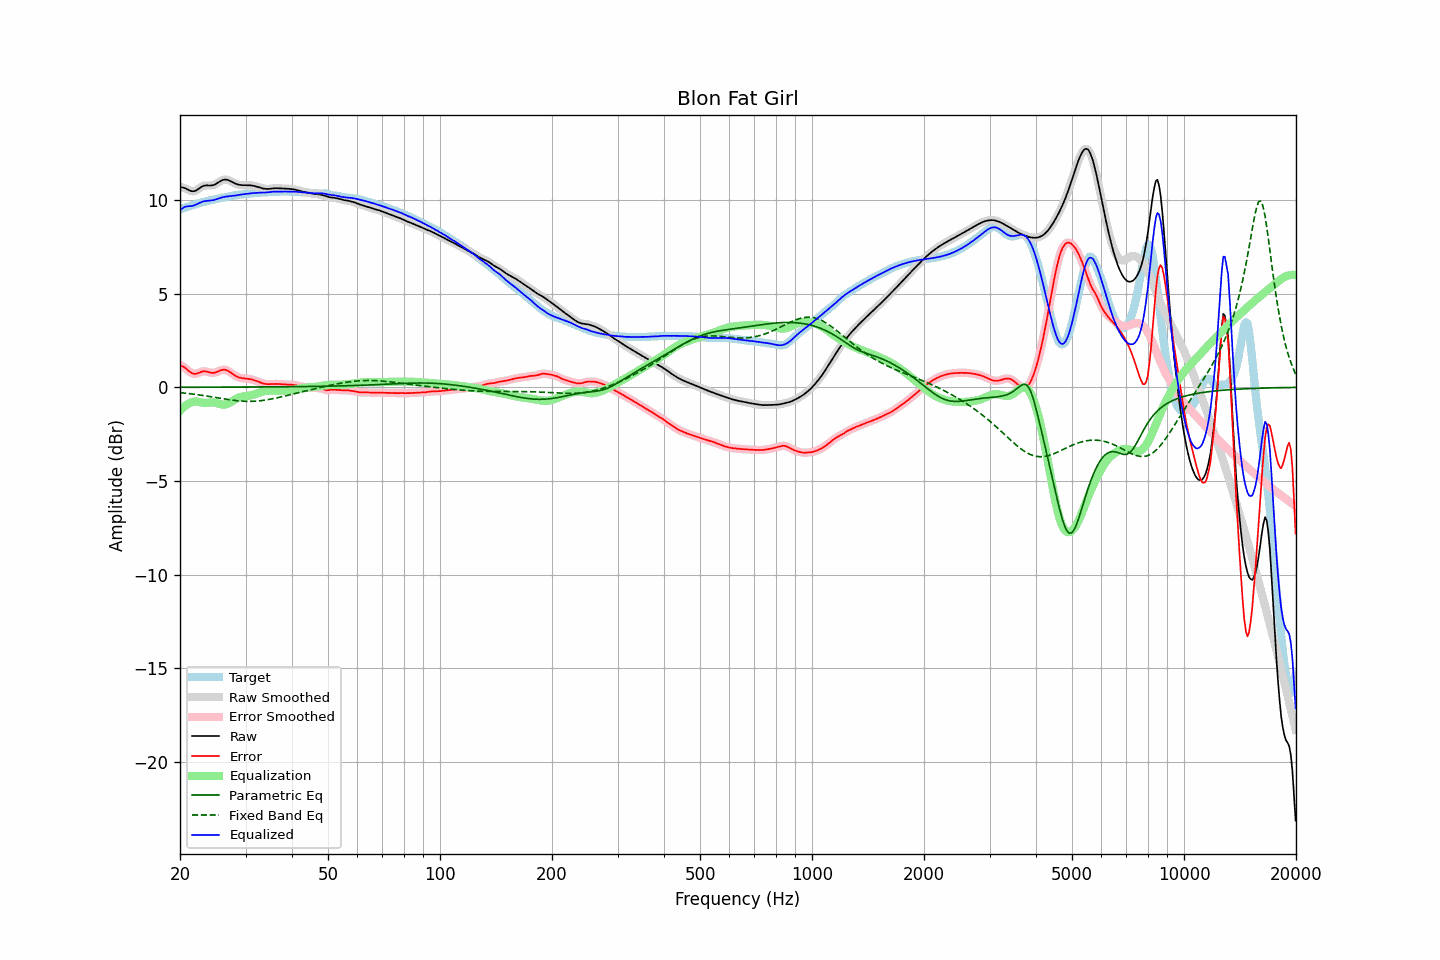 Blon Fat Girl
Amplitude (dBr)
10
5
0
−5
−10
−15
−20
Target
Raw Smoothed
Error Smoothed
Raw
Error
Equalization
Parametric Eq
Fixed Band Eq
Equalized
20 50 100 200 500 1000 2000 5000 10000 20000
Frequency (Hz)